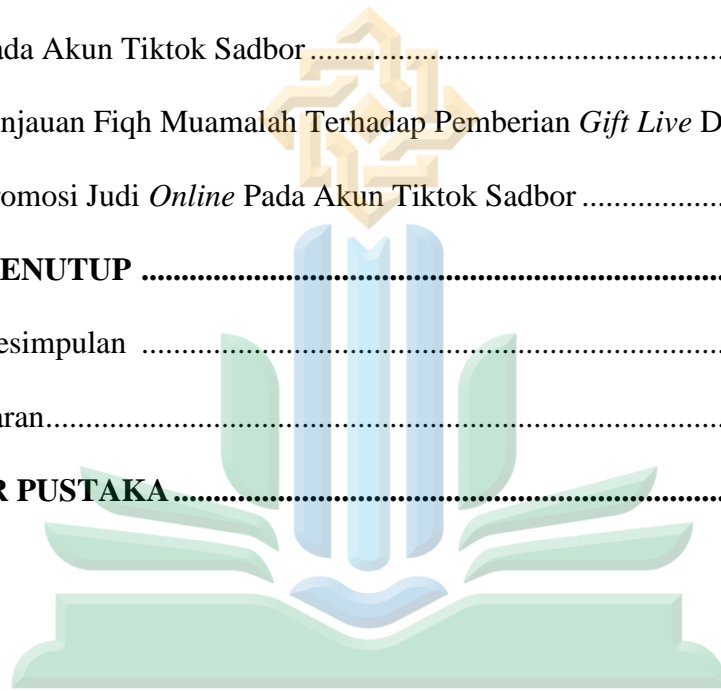 ada Akun Tiktok Sadbor........................................................
njauan Fiqh Muamalah Terhadap Pemberian Gift Live D
romosi Judi Online Pada Akun Tiktok Sadbor....................
ENUTUP ........................................................................
esimpulan ........................................................................
aran....................................................................................
R PUSTAKA....................................................................